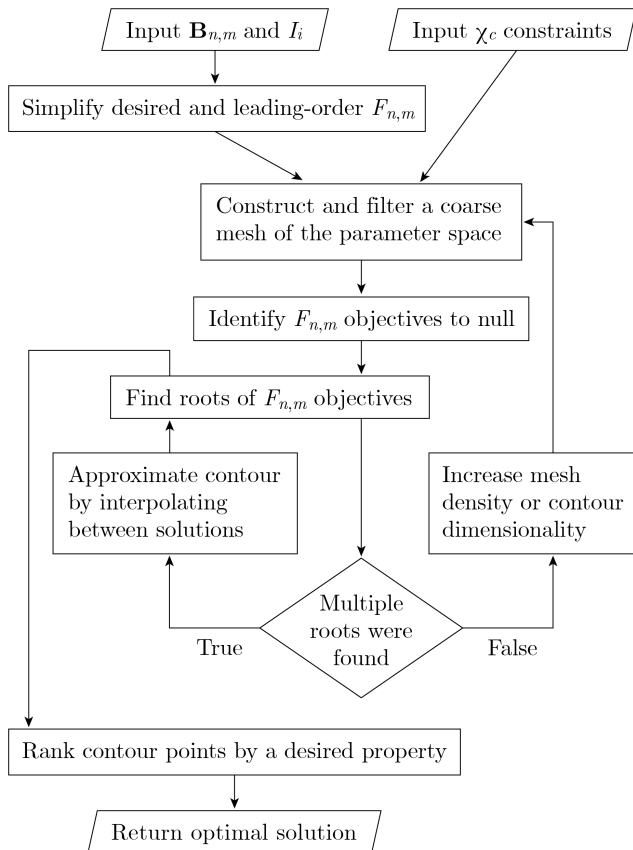 Input B_{n,m} and I_i
Input χ_c constraints
Simplify desired and leading-order F_{n,m}
Construct and filter a coarse
mesh of the parameter space
Identify F_{n,m} objectives to null
Find roots of F_{n,m} objectives
Approximate contour
by interpolating
between solutions
Increase mesh
density or contour
dimensionality
Multiple
roots were
found
True
False
Rank contour points by a desired property
Return optimal solution